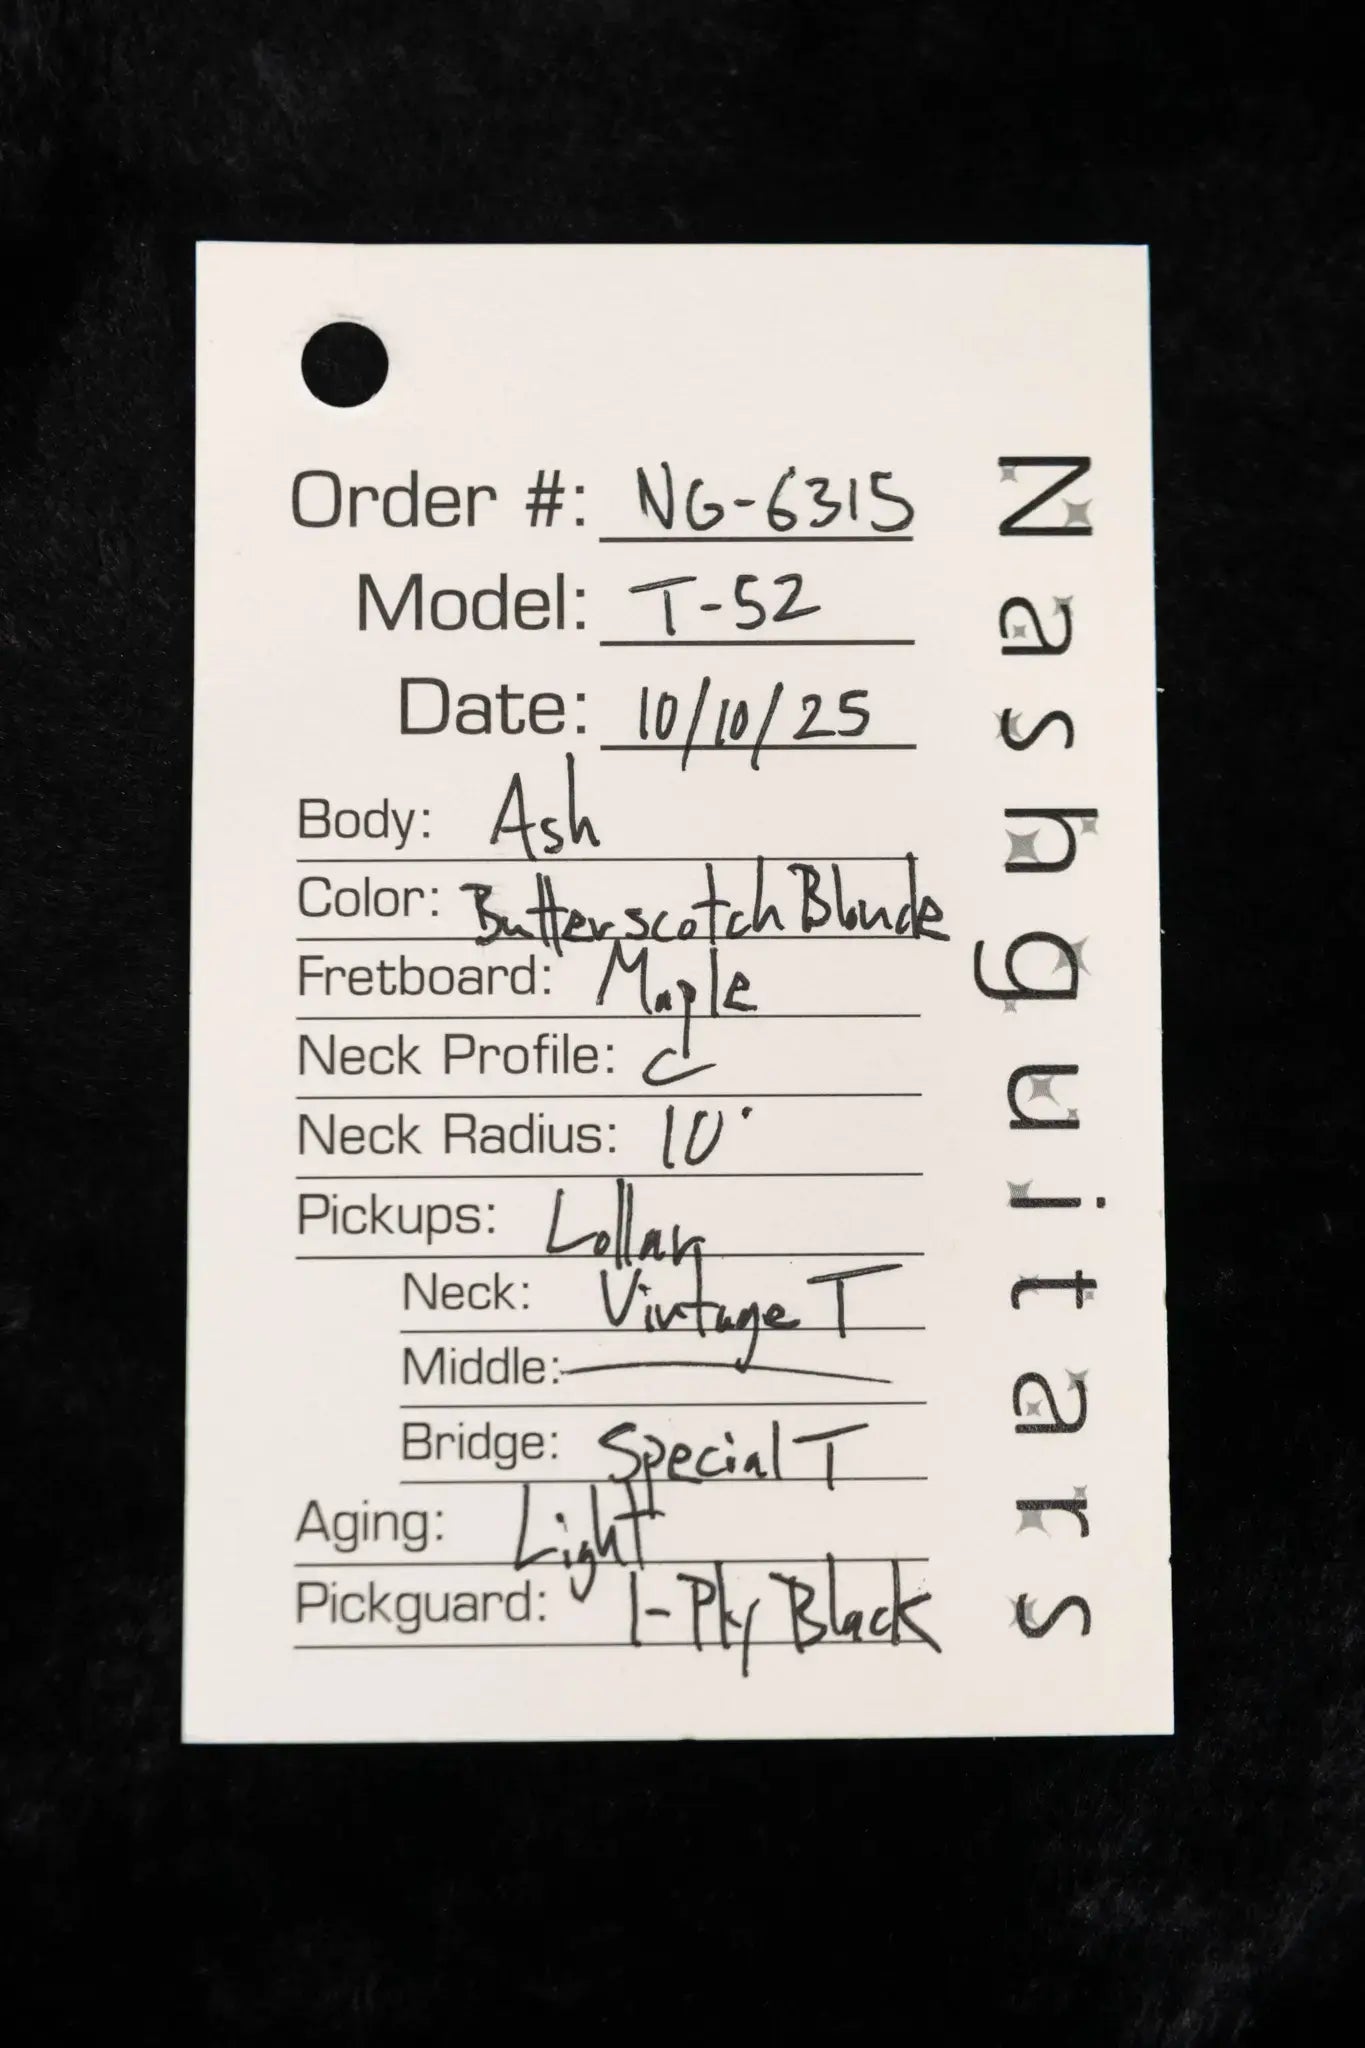 Order #: NG-6315
Model: T-52
Date: 10/10/25
Body: Ash
Color: Butterscotch Blonde
Fretboard: Maple
Neck Profile: C
Neck Radius: 10"
Pickups: Lollar
Neck: Vintage T
Middle: —
Bridge: Special T
Aging: Light
Pickguard: 1-Ply Black
Nashguitars